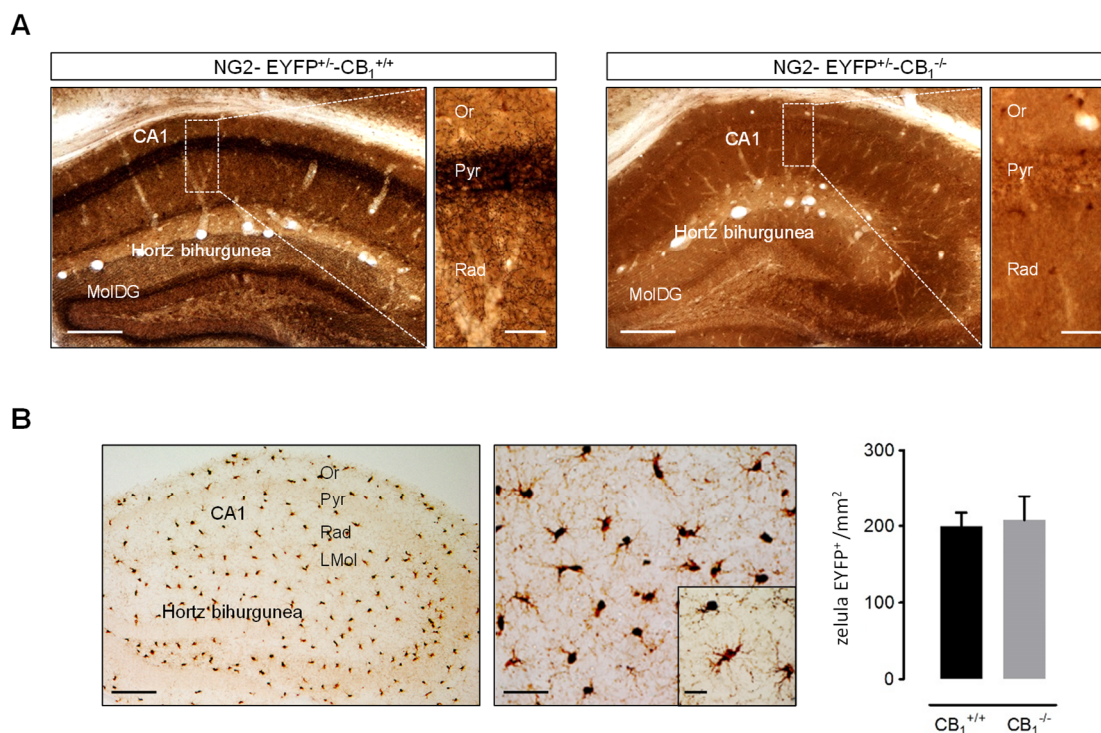 A
NG2- EYFP+/--CB1+/+
CA1
Hortz bihurgunea
MolDG
Or
Pyr
Rad
NG2- EYFP+/--CB1-/-
CA1
Hortz bihurgunea
MolDG
Or
Pyr
Rad
B
Or
Pyr
CA1
Rad
LMol
Hortz bihurgunea
zelula EYFP+/mm2
300
200
100
0
CB1+/+
CB1-/-